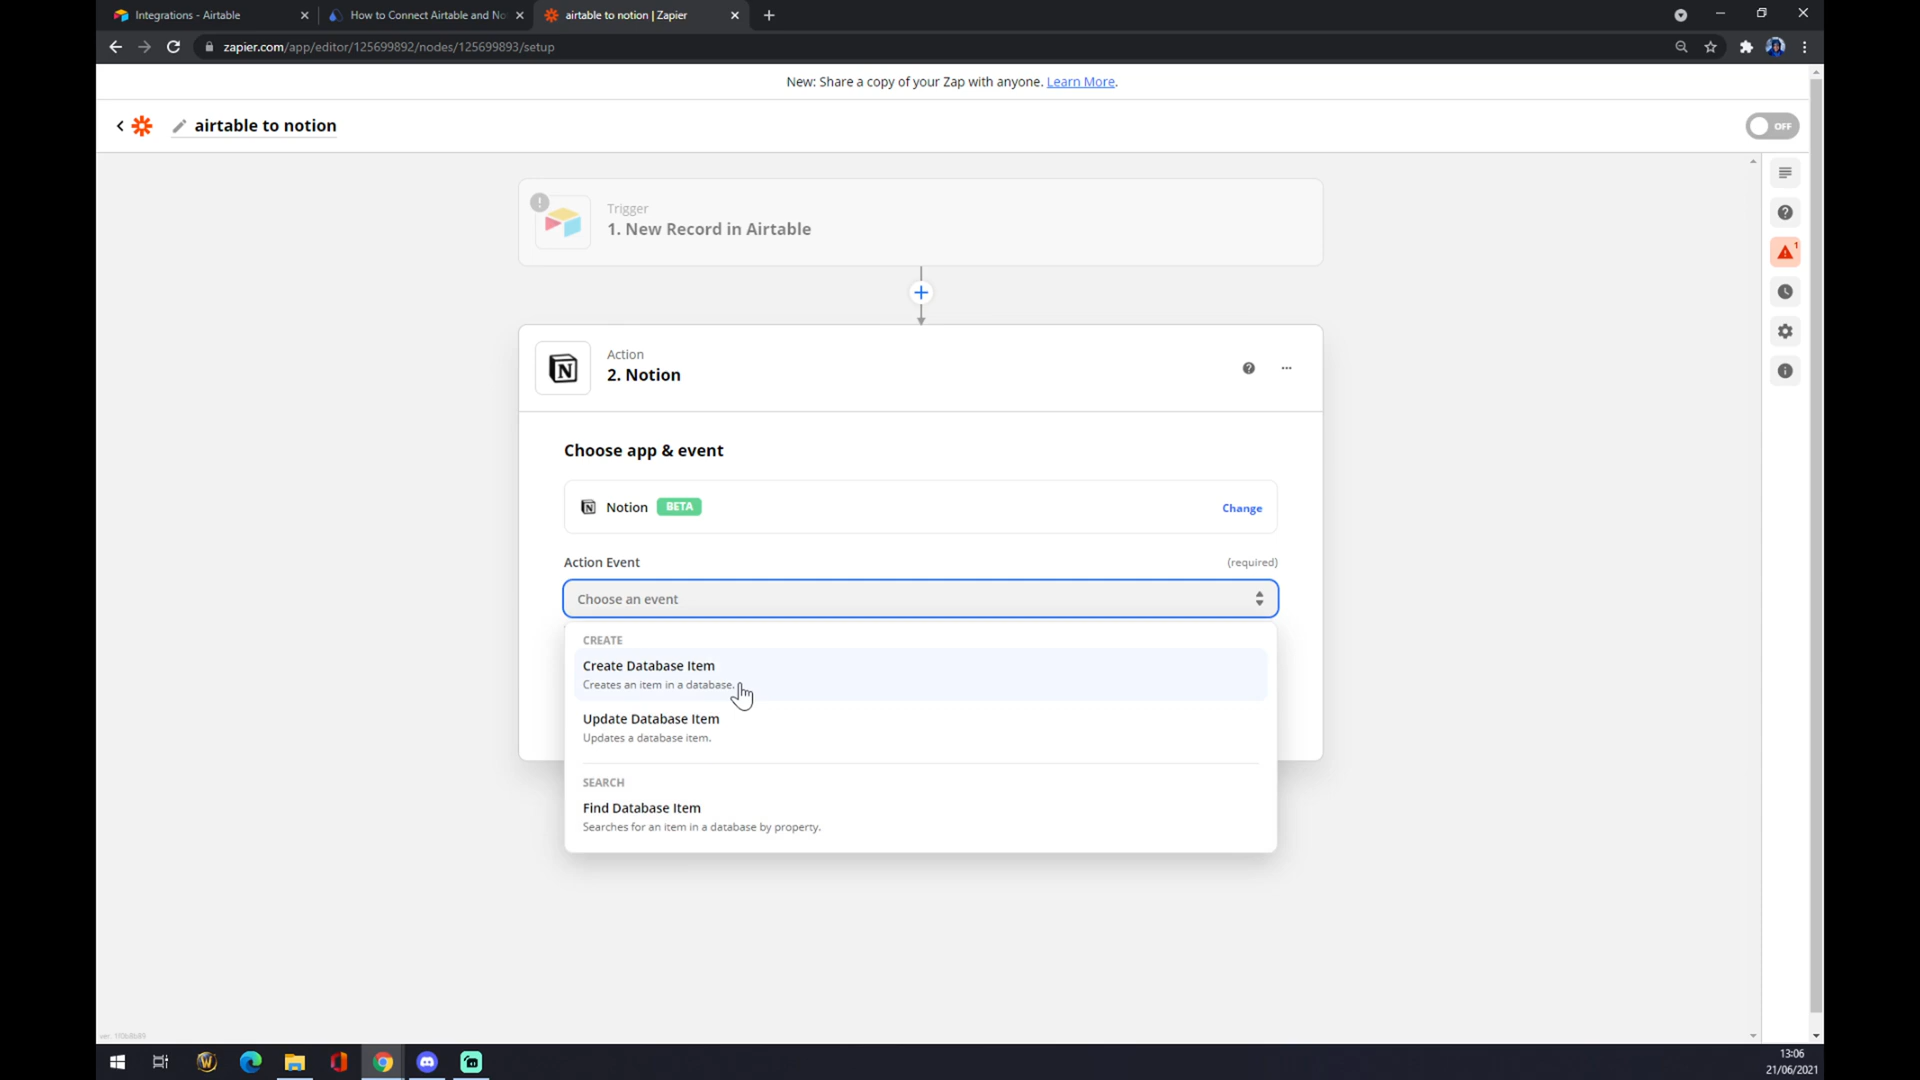 Integrations - Airtable
How to Connect Airtable and No
airtable to notion | Zapier
zapier.com/app/editor/125699892/nodes/125699893/setup
New: Share a copy of your Zap with anyone. Learn More.
airtable to notion
OFF
Trigger
1. New Record in Airtable
1
Action
2. Notion
Choose app & event
Notion BETA
Change
Action Event
(required)
Choose an event
CREATE
Create Database Item
Creates an item in a database.
Update Database Item
Updates a database item.
SEARCH
Find Database Item
Searches for an item in a database by property.
13:06
21/06/2021